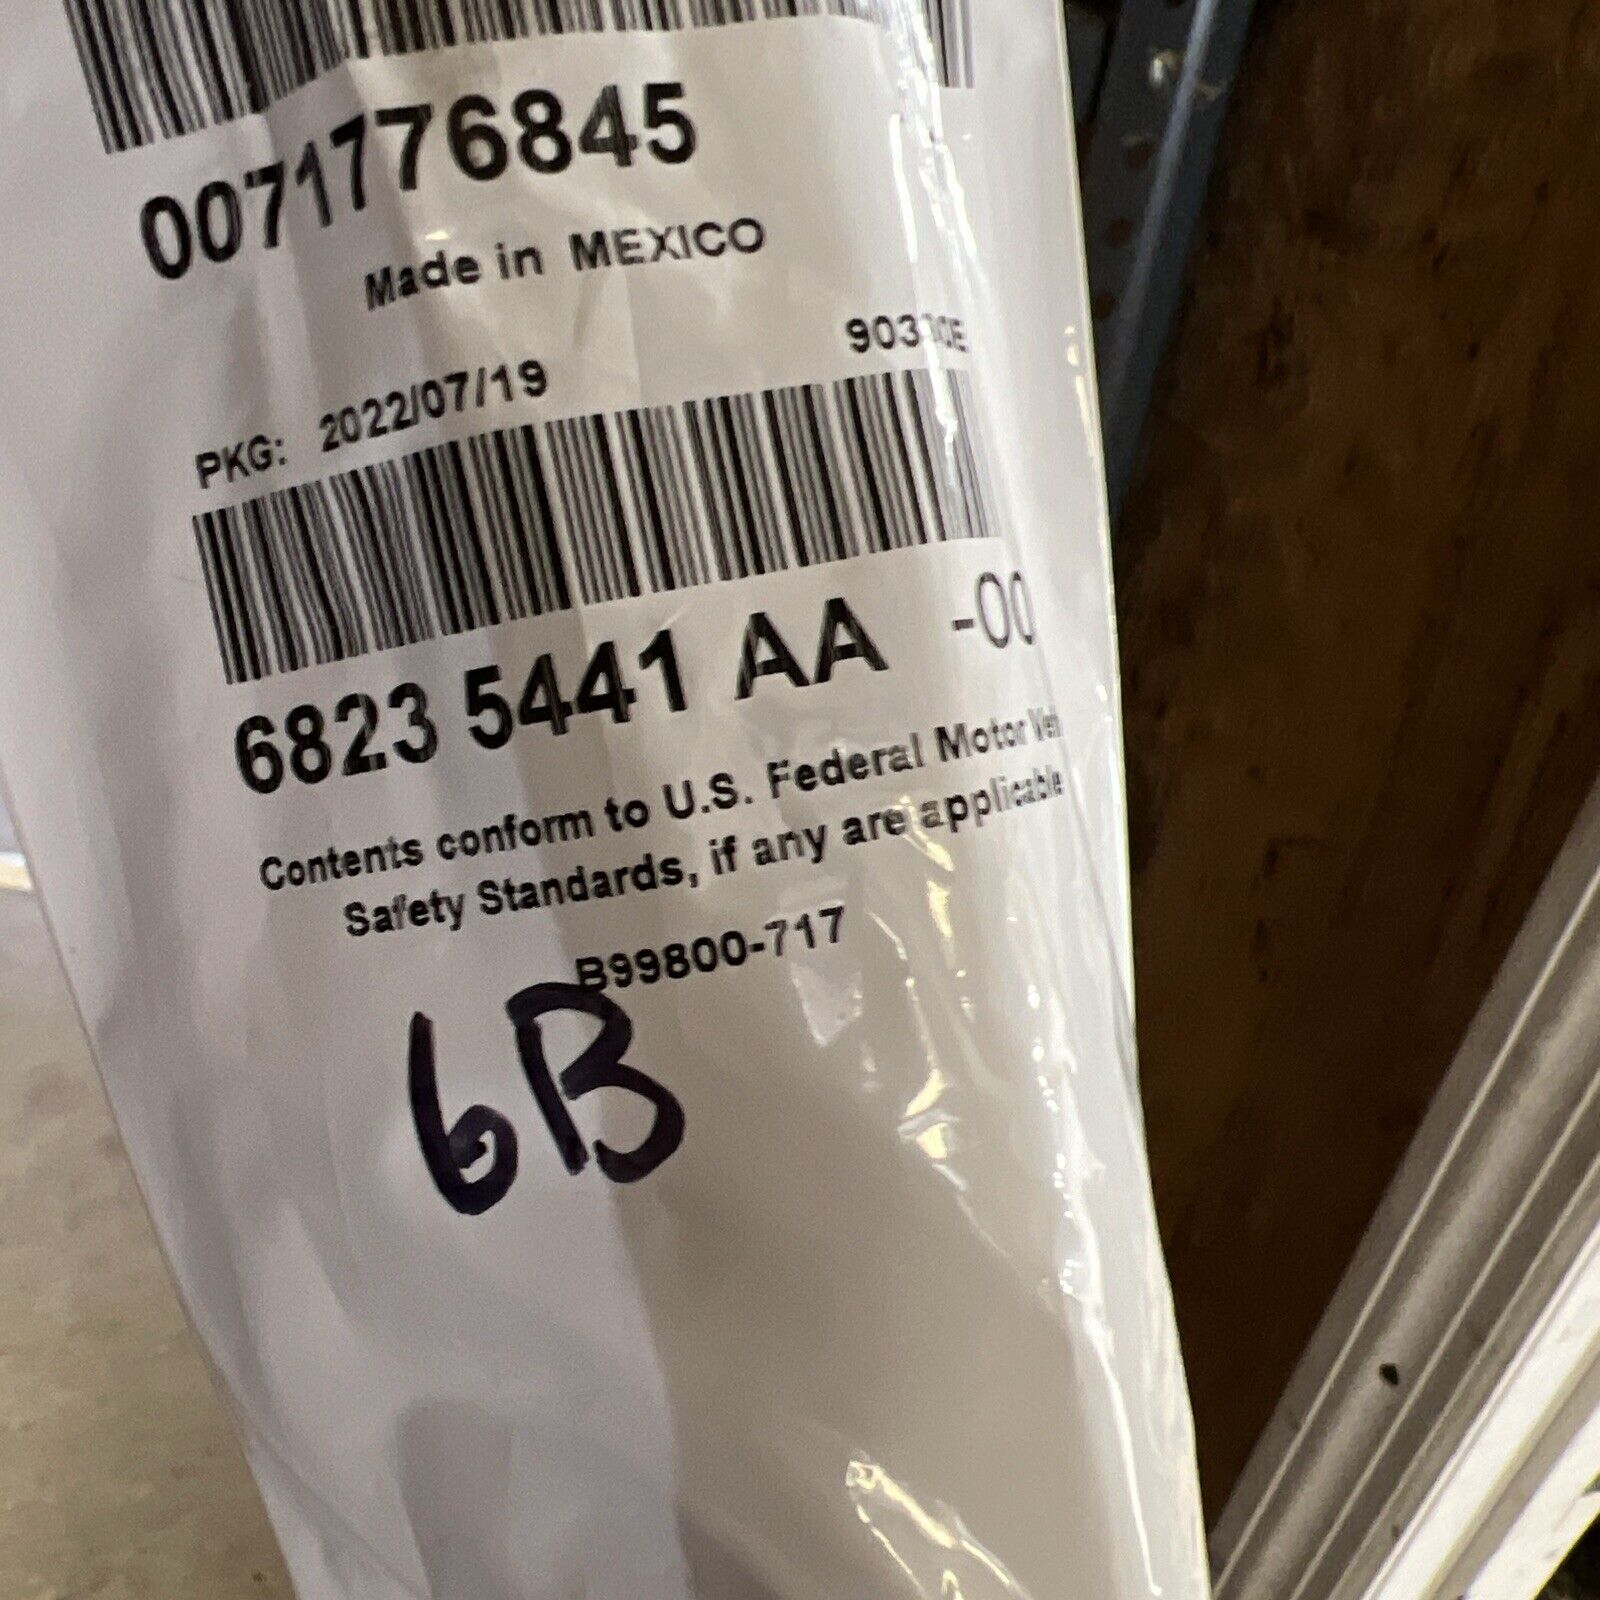 0071776845
Made in MEXICO
PKG: 2022/07/19
6823 5441 AA -00
Contents conform to U.S. Federal Motor
Safety Standards, if any are applicable
B99800-717
6B